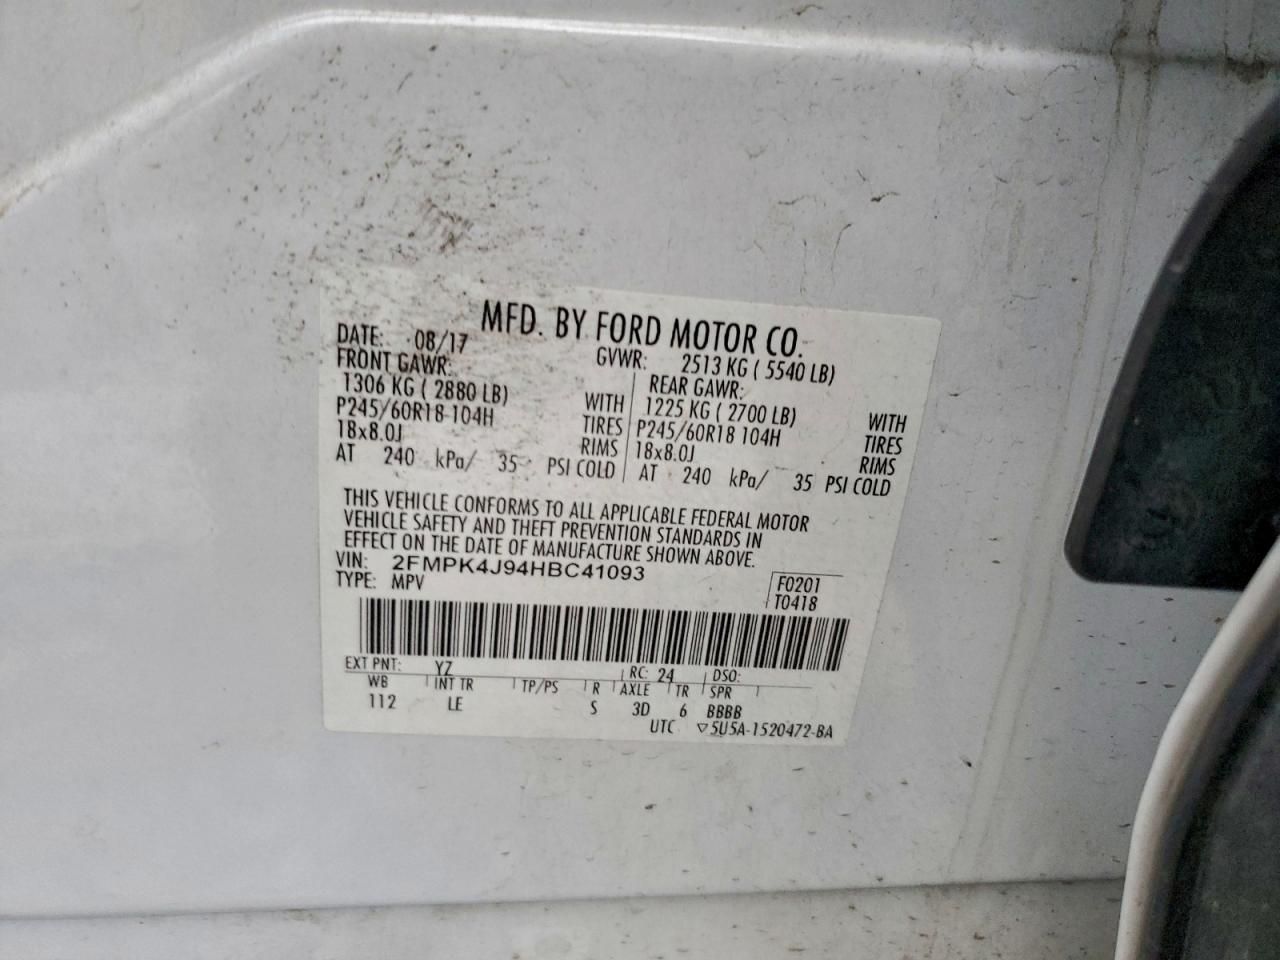 MFD. BY FORD MOTOR CO.
DATE: 08/17 GVWR: 2513 KG ( 5540 LB)
FRONT GAWR: REAR GAWR:
1306 KG ( 2880 LB) WITH 1225 KG ( 2700 LB) WITH
P245/60R18 104H TIRES P245/60R18 104H TIRES
18x8.0J RIMS 18x8.0J RIMS
AT 240 kPa/ 35 PSI COLD AT 240 kPa/ 35 PSI COLD
THIS VEHICLE CONFORMS TO ALL APPLICABLE FEDERAL MOTOR
VEHICLE SAFETY AND THEFT PREVENTION STANDARDS IN
EFFECT ON THE DATE OF MANUFACTURE SHOWN ABOVE.
VIN: 2FMPK4J94HBC41093 F0201
TYPE: MPV T0418
EXT PNT: YZ RC: 24 DSO:
WB INT TR TP/PS R AXLE TR SPR
112 LE S 3D 6 BBBB
UTC ▽5U5A-1520472-BA